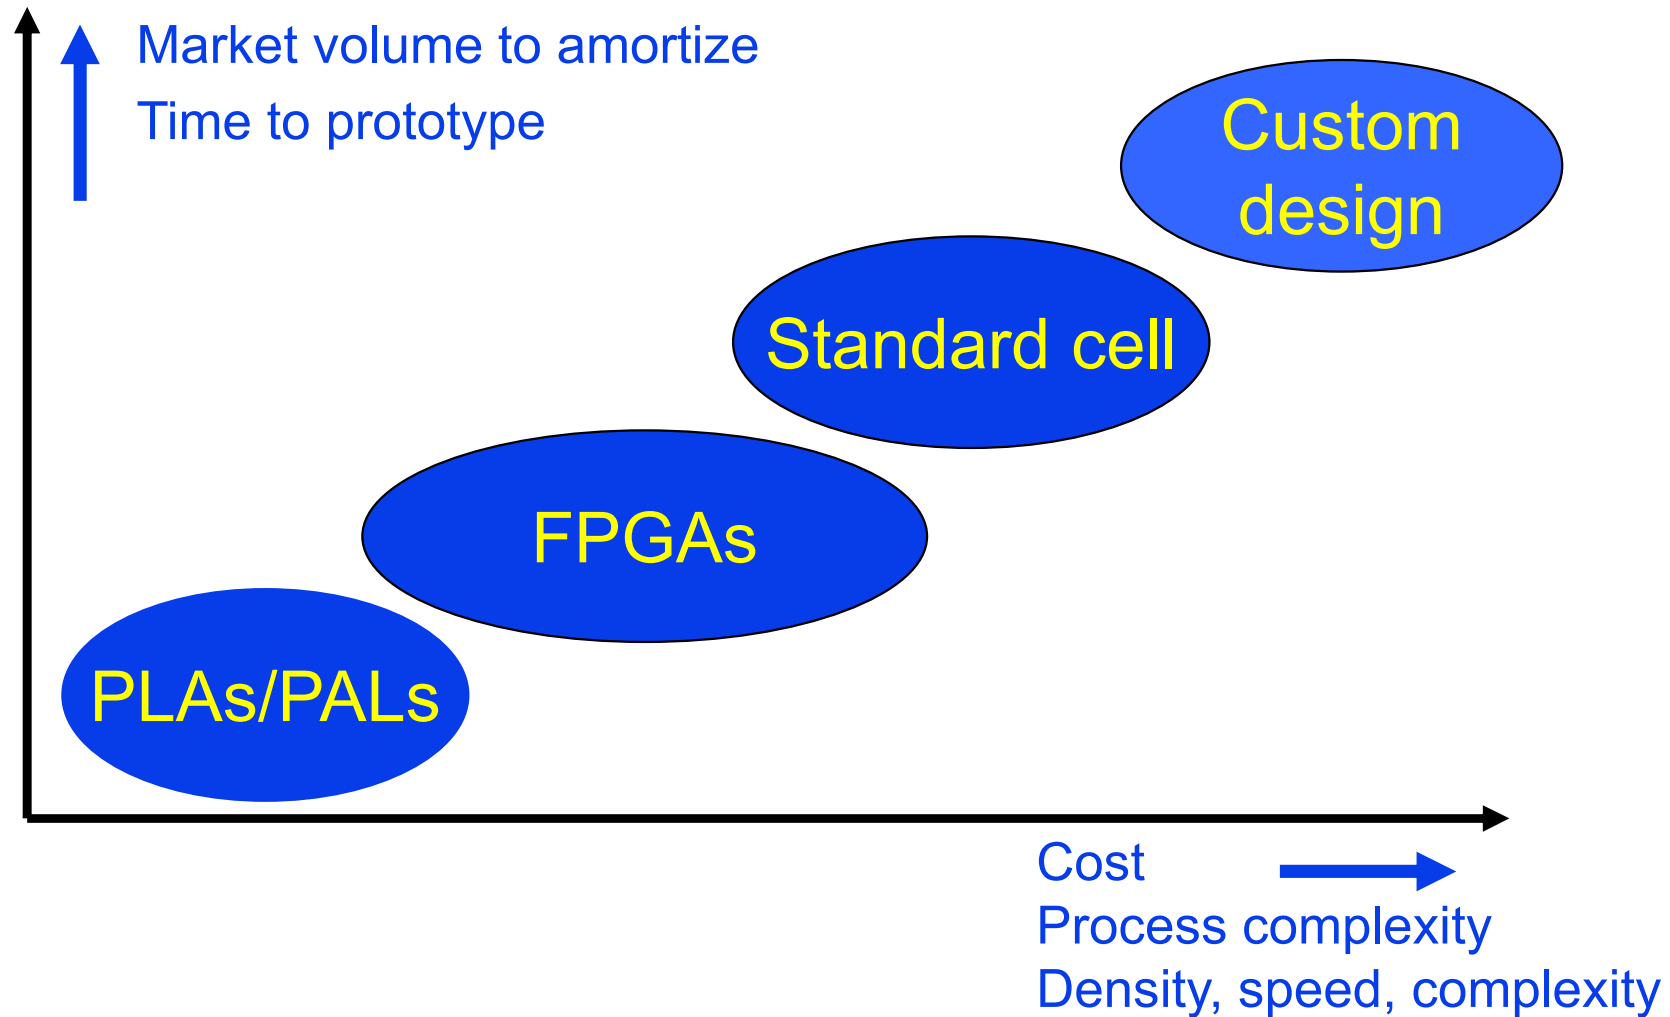 Market volume to amortize
Time to prototype
Custom
design
Standard cell
FPGAs
PLAs/PALs
Cost
Process complexity
Density, speed, complexity